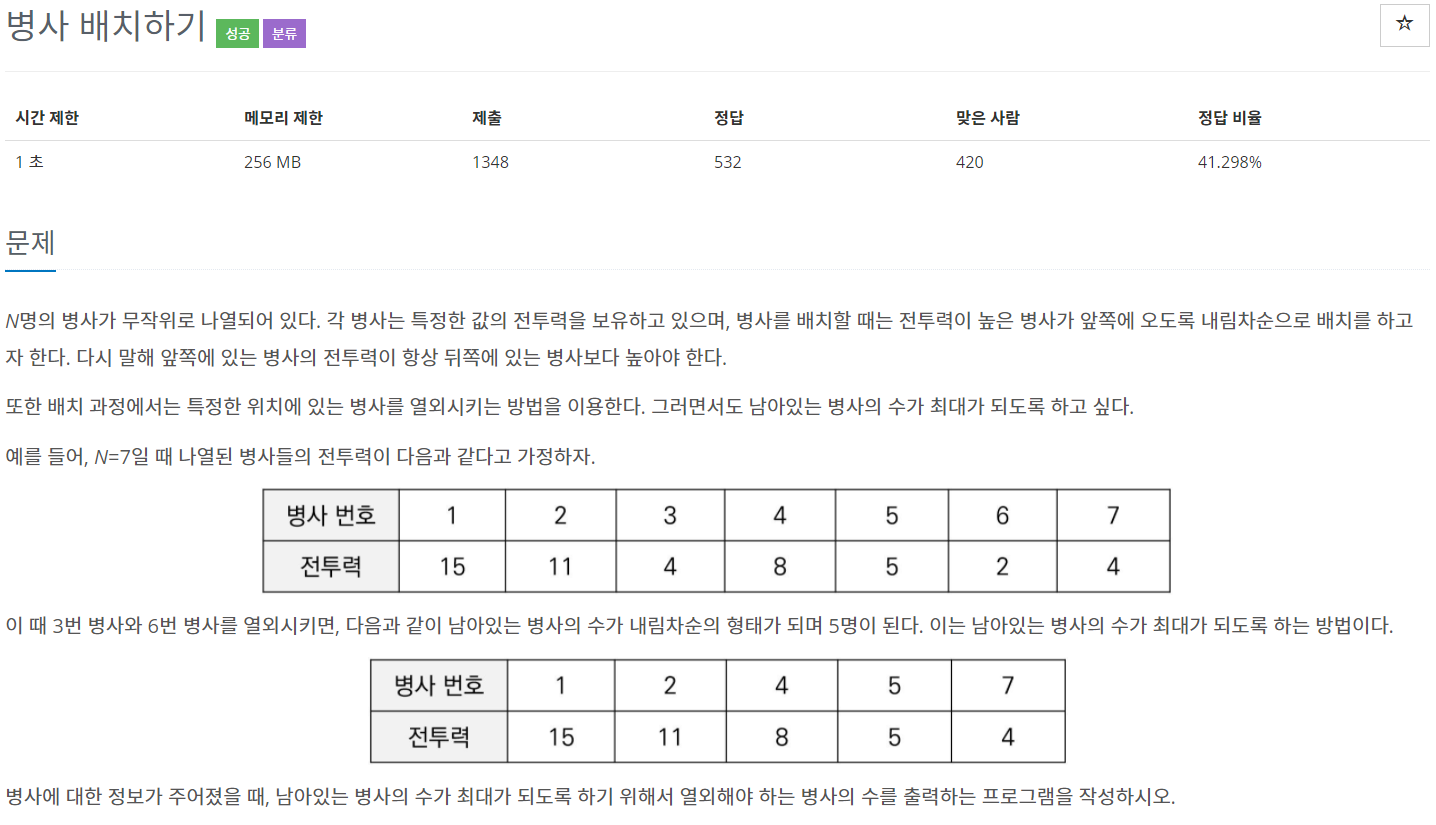 병사 배치하기 성공 분류 ☆
시간 제한 메모리 제한 제출 정답 맞은 사람 정답 비율
1 초 256 MB 1348 532 420 41.298%
문제
N명의 병사가 무작위로 나열되어 있다. 각 병사는 특정한 값의 전투력을 보유하고 있으며, 병사를 배치할 때는 전투력이 높은 병사가 앞쪽에 오도록 내림차순으로 배치를 하고
자 한다. 다시 말해 앞쪽에 있는 병사의 전투력이 항상 뒤쪽에 있는 병사보다 높아야 한다.
또한 배치 과정에서는 특정한 위치에 있는 병사를 열외시키는 방법을 이용한다. 그러면서도 남아있는 병사의 수가 최대가 되도록 하고 싶다.
예를 들어, N=7일 때 나열된 병사들의 전투력이 다음과 같다고 가정하자.
병사 번호 1 2 3 4 5 6 7
전투력 15 11 4 8 5 2 4
이 때 3번 병사와 6번 병사를 열외시키면, 다음과 같이 남아있는 병사의 수가 내림차순의 형태가 되며 5명이 된다. 이는 남아있는 병사의 수가 최대가 되도록 하는 방법이다.
병사 번호 1 2 4 5 7
전투력 15 11 8 5 4
병사에 대한 정보가 주어졌을 때, 남아있는 병사의 수가 최대가 되도록 하기 위해서 열외해야 하는 병사의 수를 출력하는 프로그램을 작성하시오.